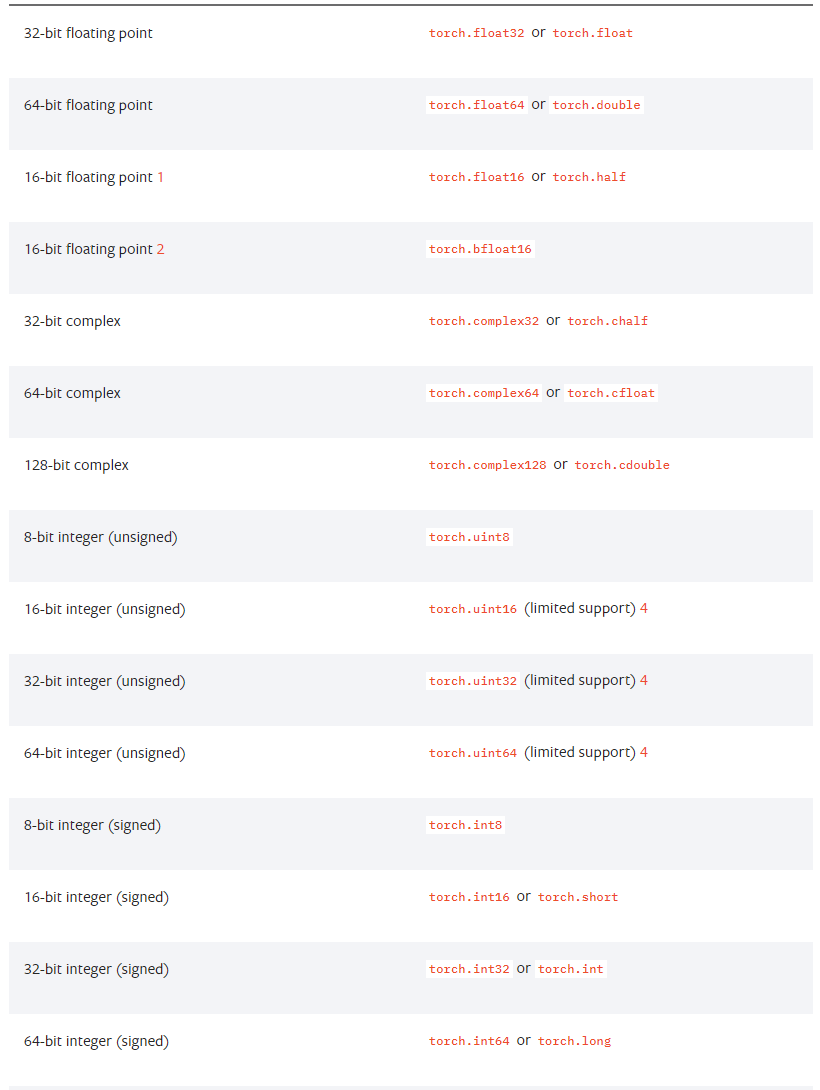 32-bit floating point torch.float32 or torch.float
64-bit floating point torch.float64 or torch.double
16-bit floating point 1 torch.float16 or torch.half
16-bit floating point 2 torch.bfloat16
32-bit complex torch.complex32 or torch.chalf
64-bit complex torch.complex64 or torch.cfloat
128-bit complex torch.complex128 or torch.cdouble
8-bit integer (unsigned) torch.uint8
16-bit integer (unsigned) torch.uint16 (limited support) 4
32-bit integer (unsigned) torch.uint32 (limited support) 4
64-bit integer (unsigned) torch.uint64 (limited support) 4
8-bit integer (signed) torch.int8
16-bit integer (signed) torch.int16 or torch.short
32-bit integer (signed) torch.int32 or torch.int
64-bit integer (signed) torch.int64 or torch.long